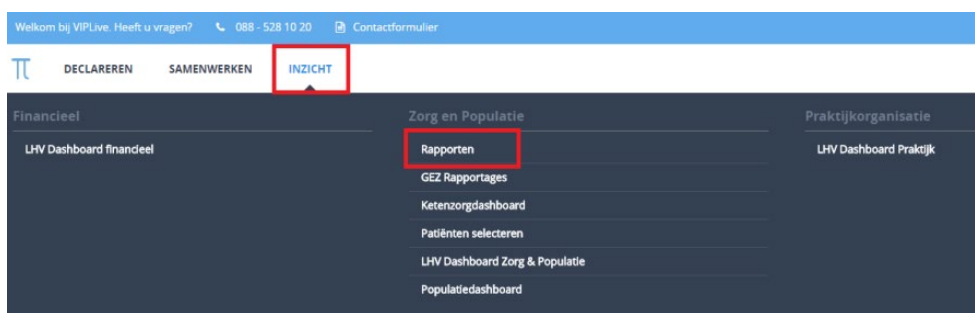 Welkom bij VIPLive. Heeft u vragen? 088 - 528 10 20 Contactformulier
DECLAREREN SAMENWERKEN INZICHT
Financieel
LHV Dashboard financieel
Zorg en Populatie
Rapporten
GEZ Rapportages
Ketenzorgdashboard
Patiënten selecteren
LHV Dashboard Zorg & Populatie
Populatiedashboard
Praktijkorganisatie
LHV Dashboard Praktijk